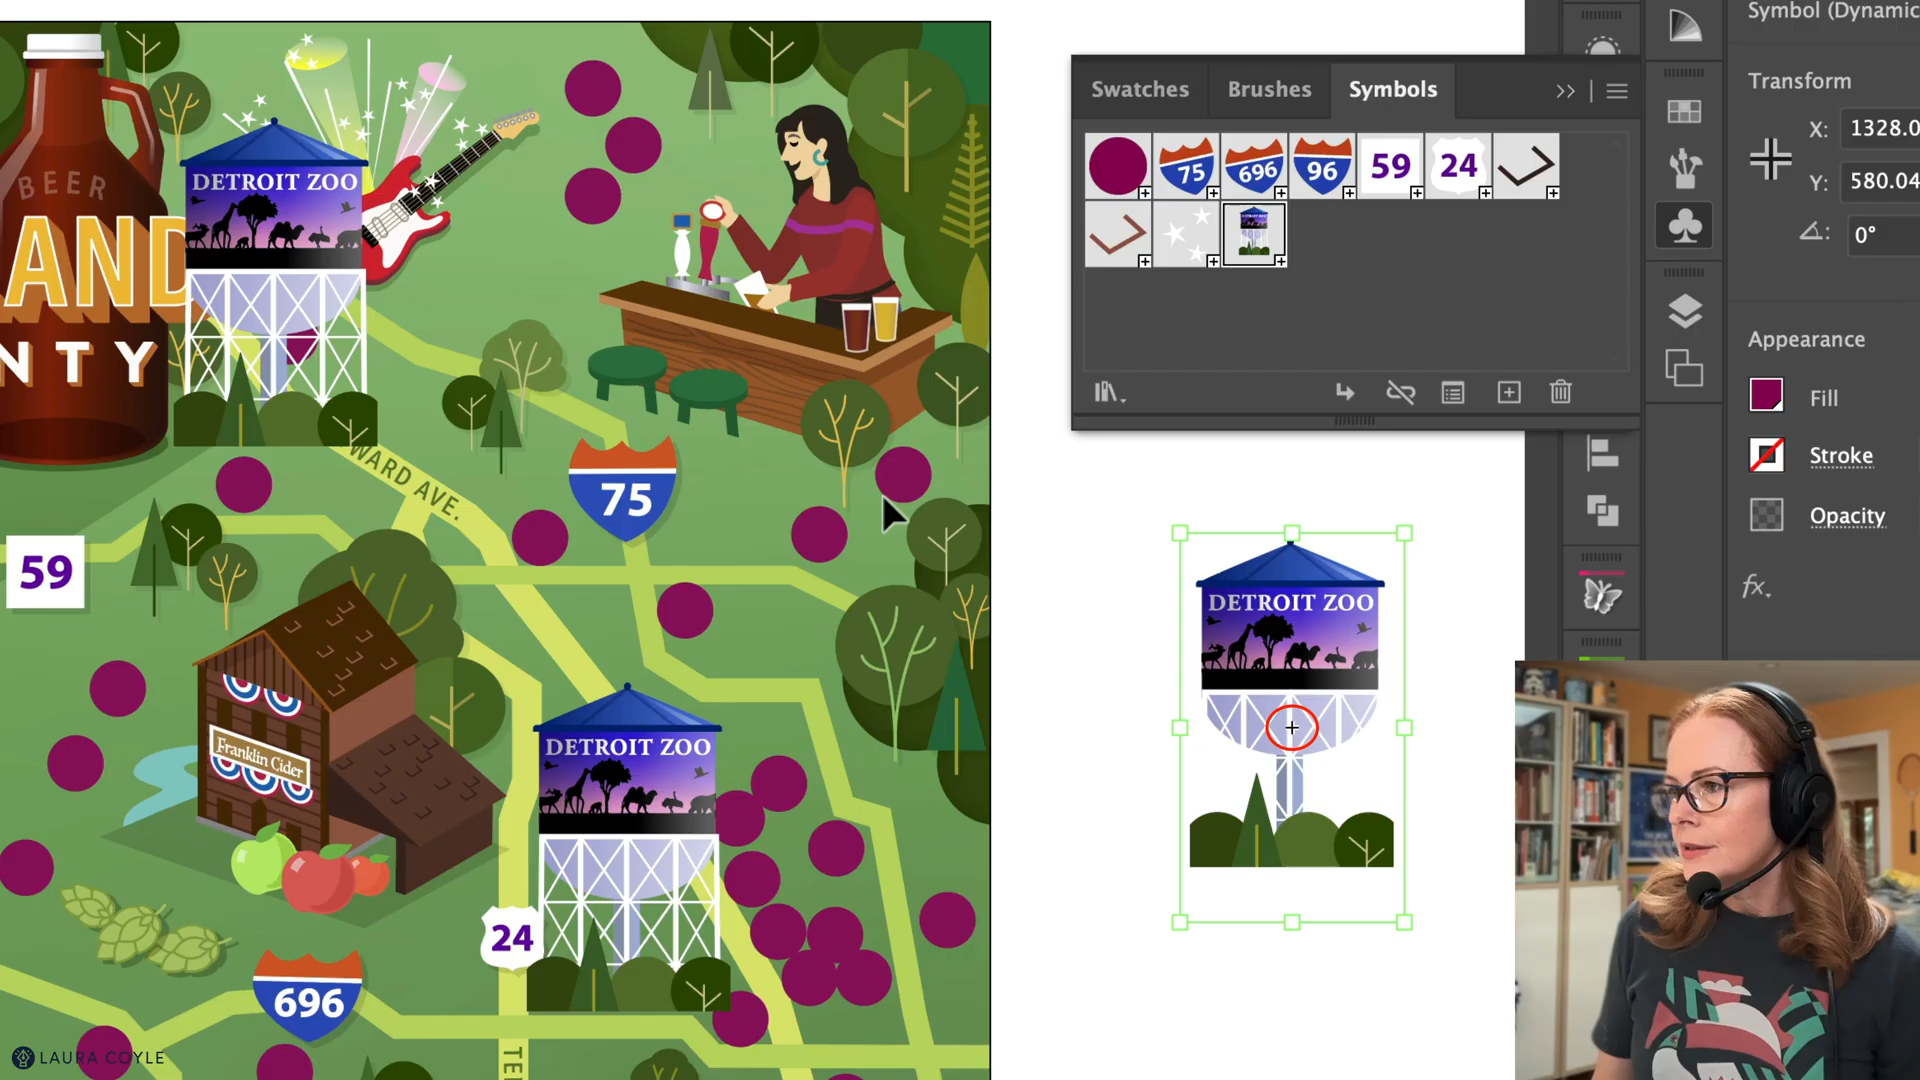 BEER
AND
NTY
DETROIT ZOO
WARD AVE.
75
59
Franklin Cider
DETROIT ZOO
24
696
TE
LAURA COYLE
Swatches
Brushes
Symbols
75
696
96
59
24
DETROIT ZOO
Symbol (Dynamic
Transform
X: 1328.0
Y: 580.04
0°
Appearance
Fill
Stroke
Opacity
fx.